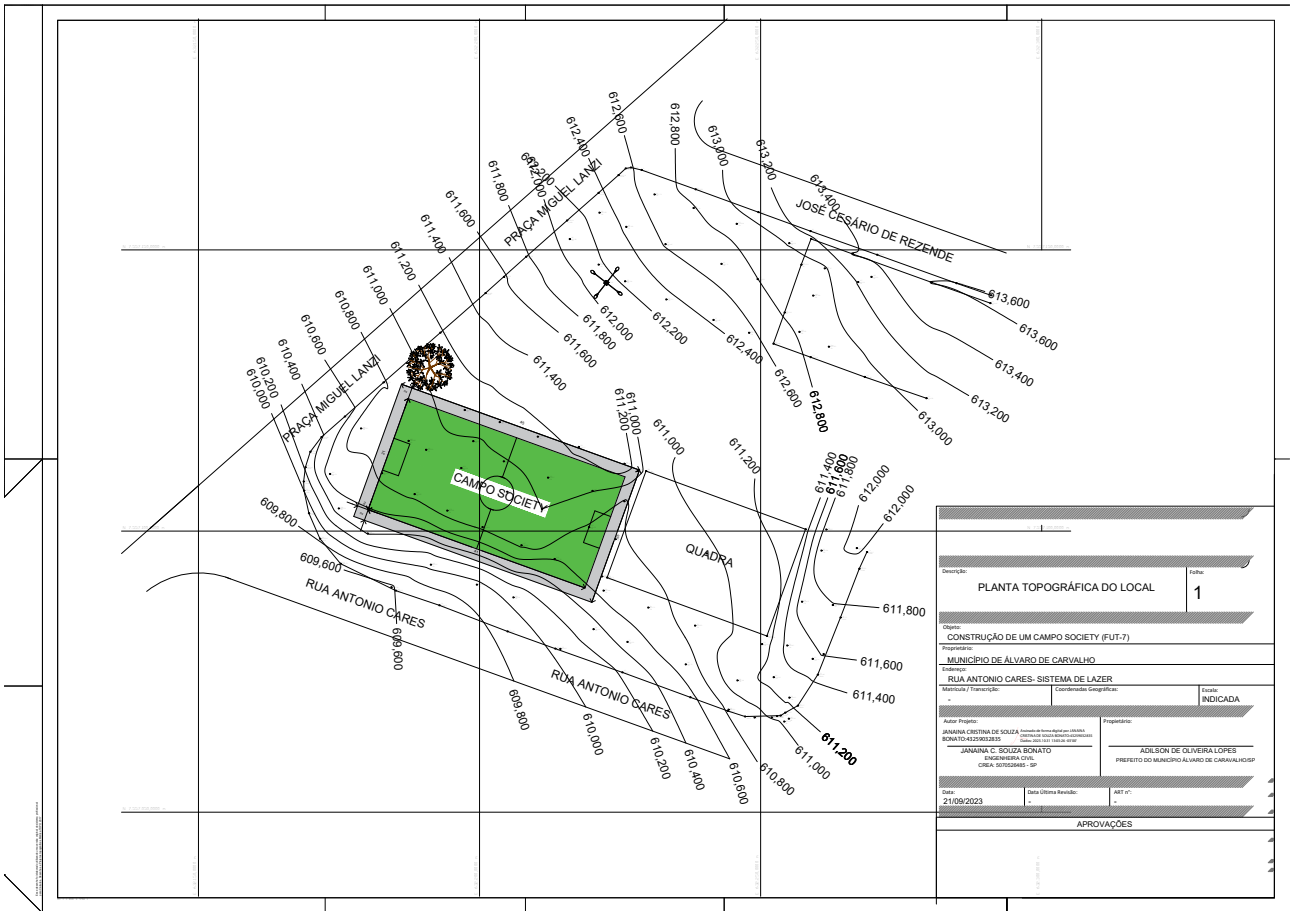 612,600
612,800
612,400
613,000
613,200
612,200
612,000
611,800
613,400
611,600
611,400
611,200
611,000
610,800
610,600
610,400
610,200
610,000
PRAÇA MIGUEL LANZI
JOSÉ CESÁRIO DE REZENDE
613,600
613,600
613,400
613,200
613,000
612,800
612,600
612,400
612,200
612,000
611,800
611,600
611,400
PRAÇA MIGUEL LANZI
611,200
611,000
611,000
611,200
611,400
611,600
611,800
612,000
612,000
CAMPO SOCIETY
QUADRA
609,800
609,600
RUA ANTONIO CARES
609,600
RUA ANTONIO CARES
609,800
610,000
610,200
610,400
610,600
610,800
611,000
611,200
611,400
611,600
611,800
Descrição:
PLANTA TOPOGRÁFICA DO LOCAL
Folha:
1
Objeto:
CONSTRUÇÃO DE UM CAMPO SOCIETY (FUT-7)
Proprietário:
MUNICÍPIO DE ÁLVARO DE CARVALHO
Endereço:
RUA ANTONIO CARES- SISTEMA DE LAZER
Matrícula / Transcrição:
-
Coordenadas Geográficas:
Escala:
INDICADA
Autor Projeto:
JANAINA CRISTINA DE SOUZA
BONATO:43259032835
JANAINA C. SOUZA BONATO
ENGENHEIRA CIVIL
CREA: 5070526485 - SP
Proprietário:
ADILSON DE OLIVEIRA LOPES
PREFEITO DO MUNICÍPIO ÁLVARO DE CARAVALHO/SP
Data:
21/09/2023
Data Última Revisão:
-
ART nº:
-
APROVAÇÕES